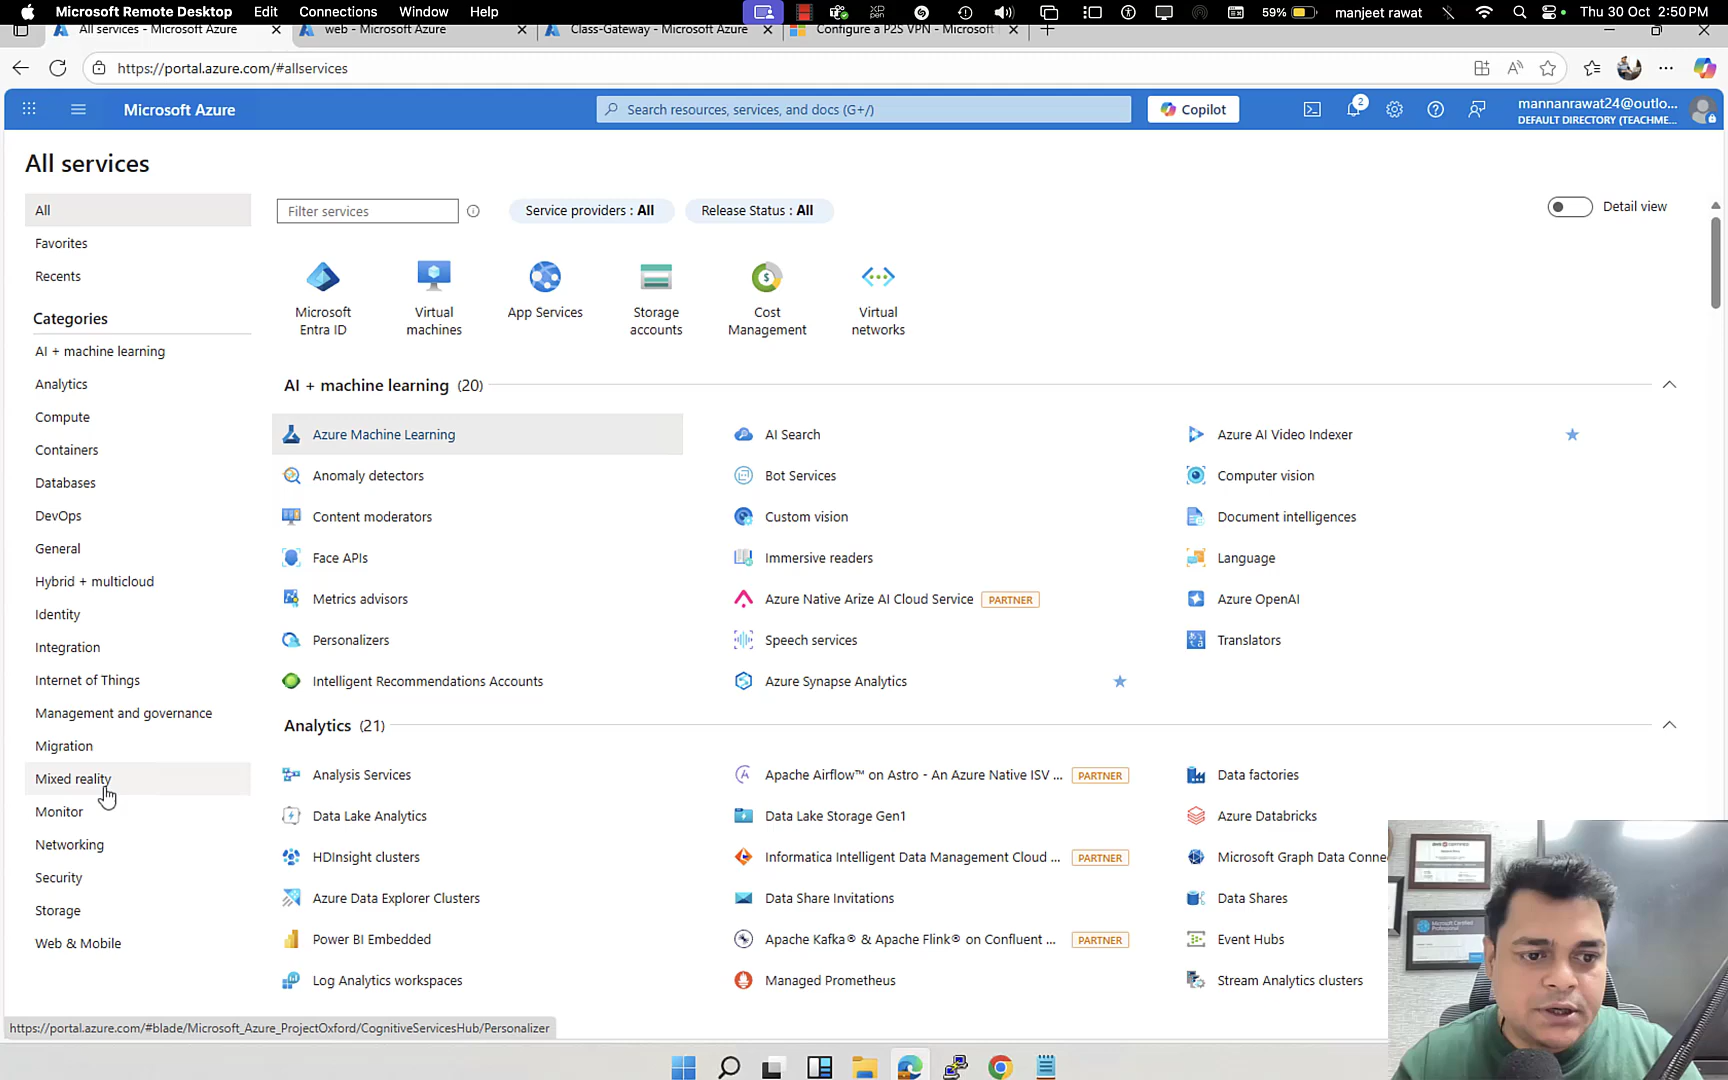 Microsoft Remote Desktop Edit Connections Window Help
59% manjeet rawat Thu 30 Oct 2:50 PM
All services - Microsoft Azure
web - Microsoft Azure
Class-Gateway - Microsoft Azure
Configure a P2S VPN - Microsoft
https://portal.azure.com/#allservices
Microsoft Azure
Search resources, services, and docs (G+/)
Copilot
2
mannanrawat24@outlo...
DEFAULT DIRECTORY (TEACHME...
All services
All
Favorites
Recents
Categories
AI + machine learning
Analytics
Compute
Containers
Databases
DevOps
General
Hybrid + multicloud
Identity
Integration
Internet of Things
Management and governance
Migration
Mixed reality
Monitor
Networking
Security
Storage
Web & Mobile
Filter services
Service providers : All
Release Status : All
Detail view
Microsoft Entra ID
Virtual machines
App Services
Storage accounts
Cost Management
Virtual networks
AI + machine learning (20)
Azure Machine Learning
AI Search
Azure AI Video Indexer
Anomaly detectors
Bot Services
Computer vision
Content moderators
Custom vision
Document intelligences
Face APIs
Immersive readers
Language
Metrics advisors
Azure Native Arize AI Cloud Service PARTNER
Azure OpenAI
Personalizers
Speech services
Translators
Intelligent Recommendations Accounts
Azure Synapse Analytics
Analytics (21)
Analysis Services
Apache Airflow™ on Astro - An Azure Native ISV ... PARTNER
Data factories
Data Lake Analytics
Data Lake Storage Gen1
Azure Databricks
HDInsight clusters
Informatica Intelligent Data Management Cloud ... PARTNER
Microsoft Graph Data Conne
Azure Data Explorer Clusters
Data Share Invitations
Data Shares
Power BI Embedded
Apache Kafka® & Apache Flink® on Confluent ... PARTNER
Event Hubs
Log Analytics workspaces
Managed Prometheus
Stream Analytics clusters
https://portal.azure.com/#blade/Microsoft_Azure_ProjectOxford/CognitiveServicesHub/Personalizer